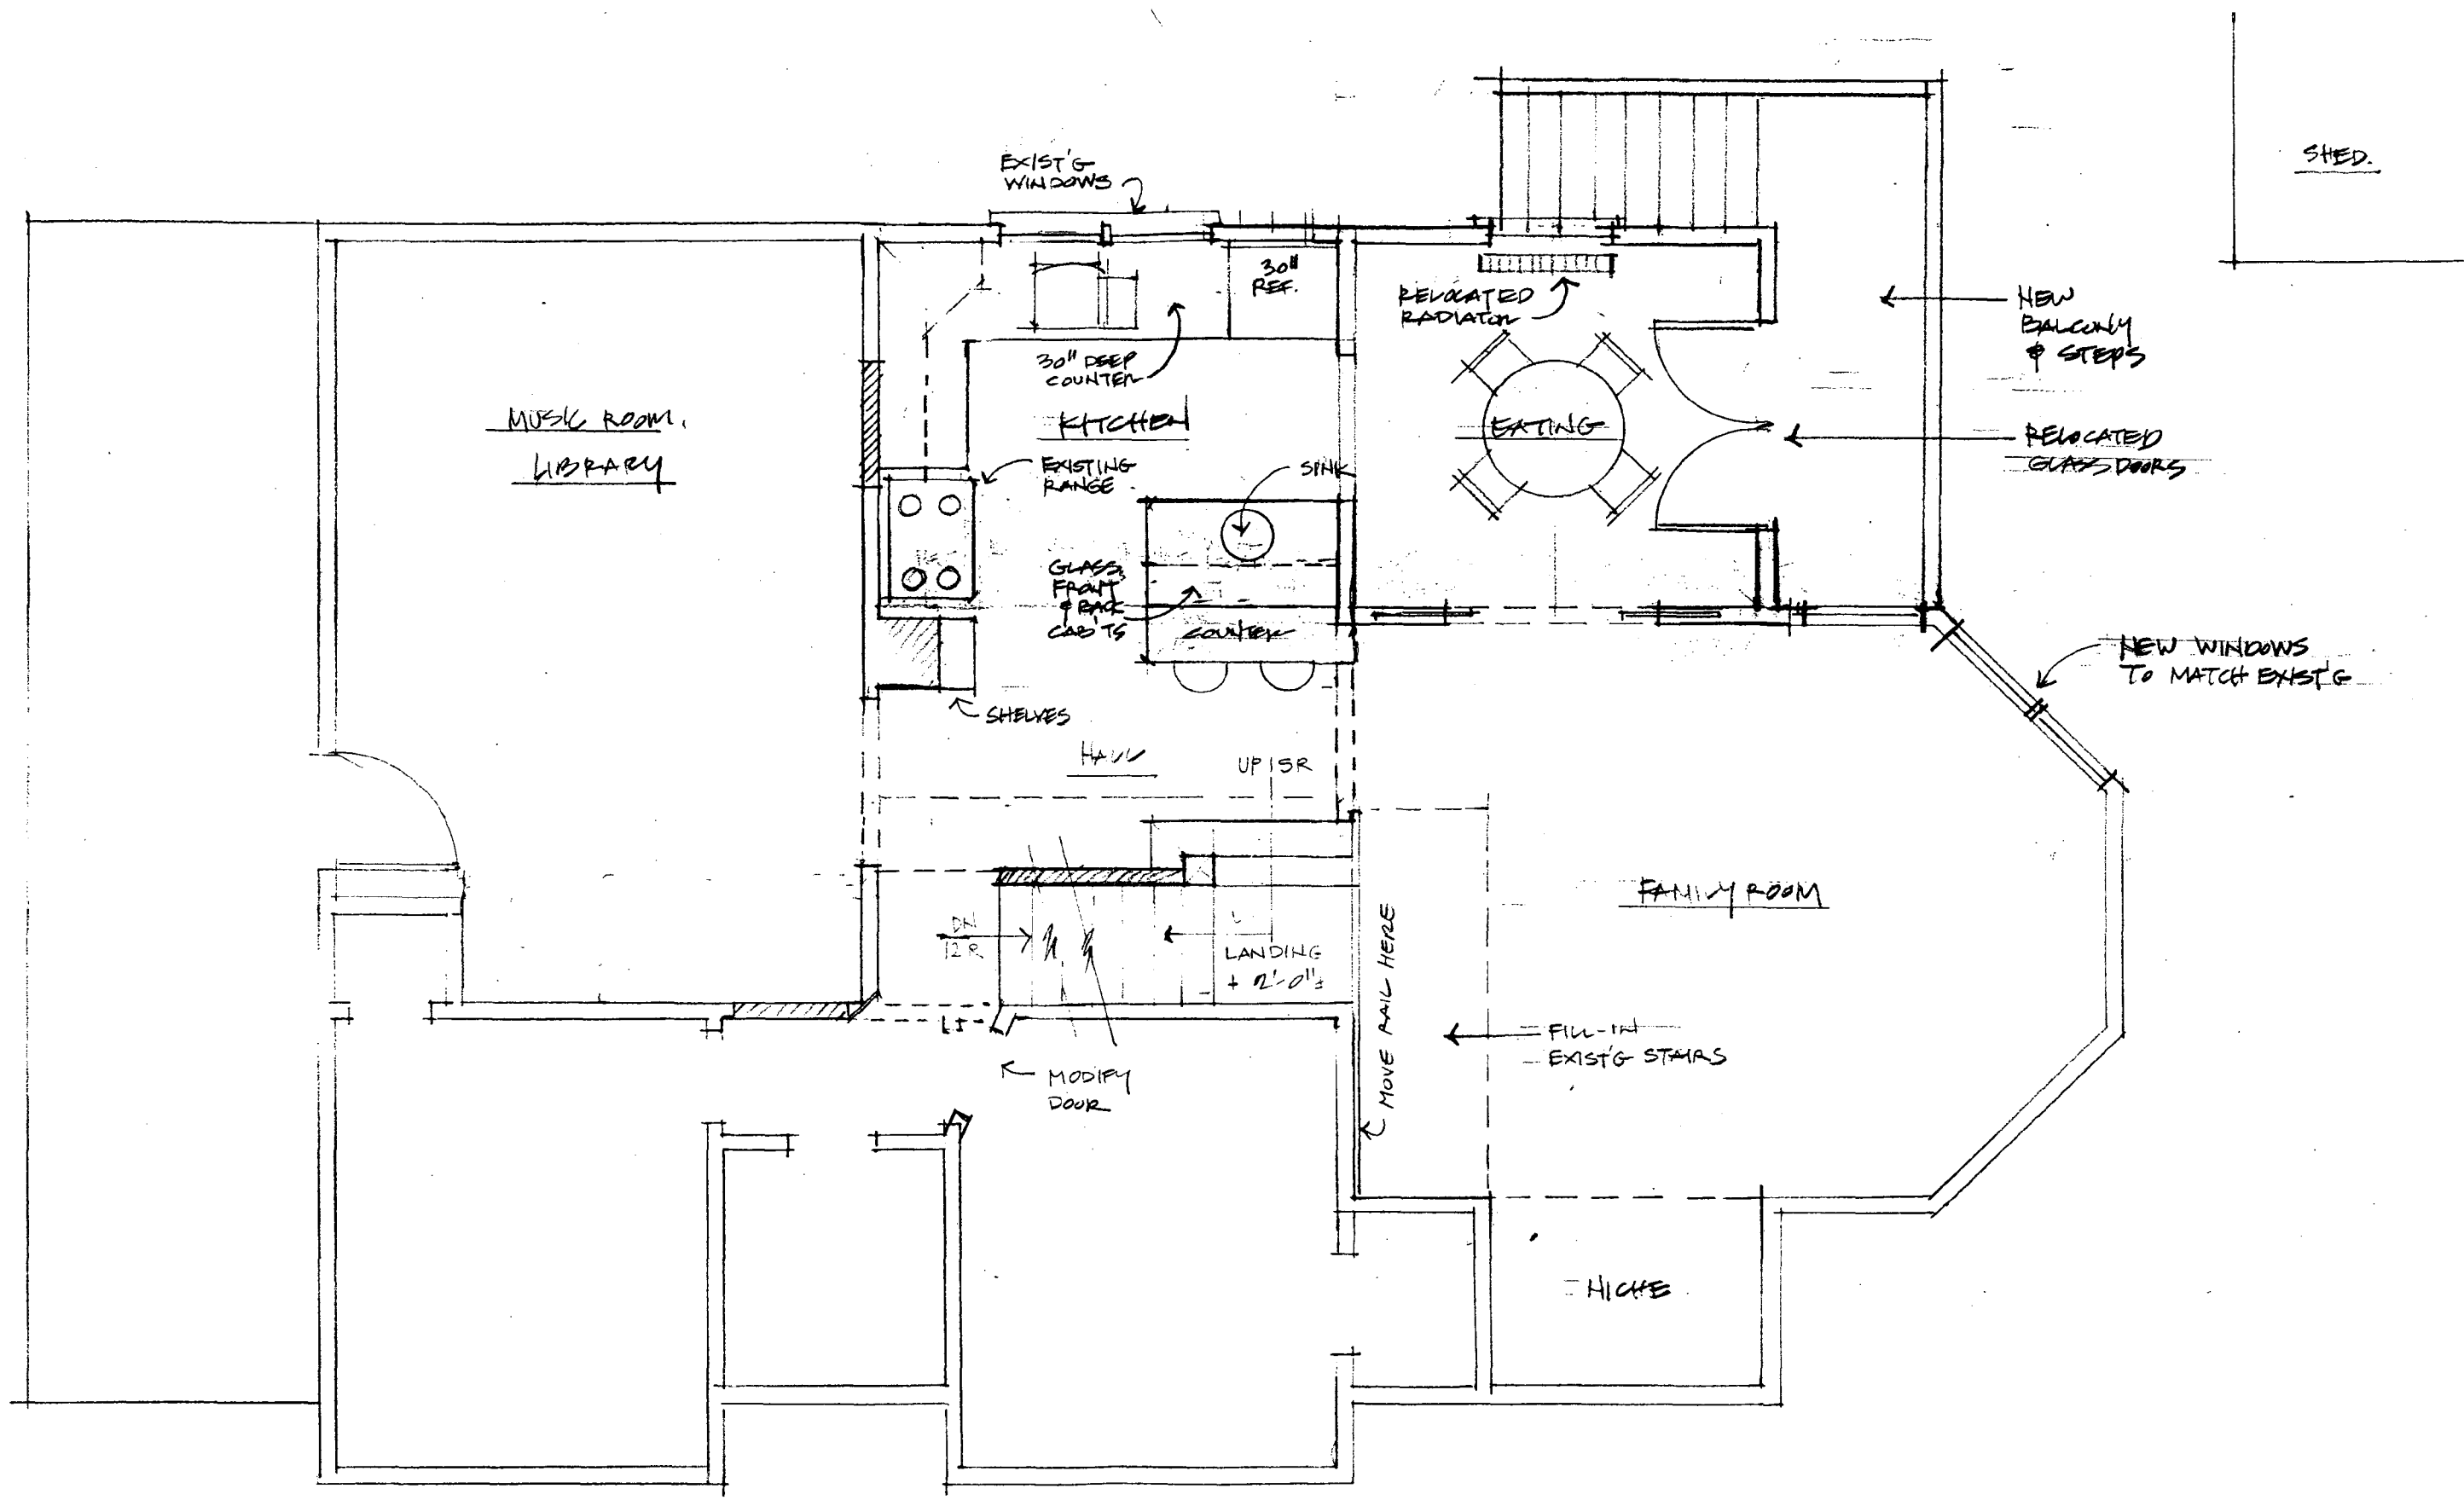 SHED.
EXIST'G
WINDOWS
30"
REF.
RELOCATED
RADIATOR
NEW
BALCONY
& STEPS
30" DEEP
COUNTER
MUSIC ROOM.
LIBRARY
KITCHEN
EATING
RELOCATED
GLASS DOORS
EXISTING
RANGE
SINK
GLASS
FRONT
& BACK
CAB'TS
COUNTER
NEW WINDOWS
TO MATCH EXIST'G
SHELVES
HALL
UP 15R
FAMILY ROOM
DN
12 R
LANDING
+ 2'-0"±
MOVE RAIL HERE
FILL-IN
EXIST'G STAIRS
MODIFY
DOOR
NICHE